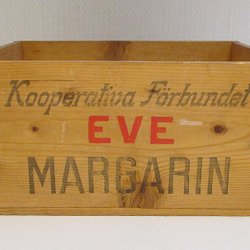 Kooperativa Förbundet
EVE
MARGARIN